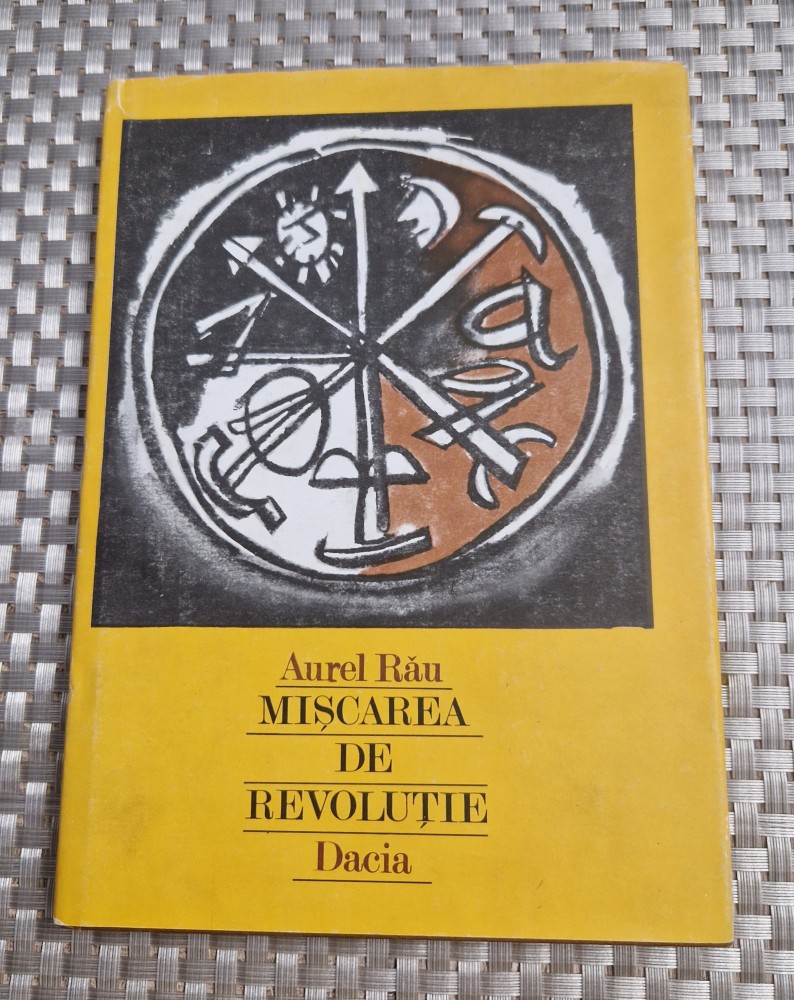 Aurel Rău
MIȘCAREA
DE
REVOLUȚIE
Dacia